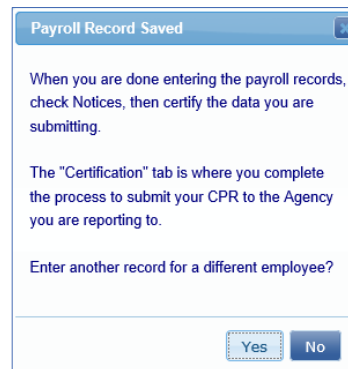 Payroll Record Saved
When you are done entering the payroll records,
check Notices, then certify the data you are
submitting.
The "Certification" tab is where you complete
the process to submit your CPR to the Agency
you are reporting to.
Enter another record for a different employee?
Yes No